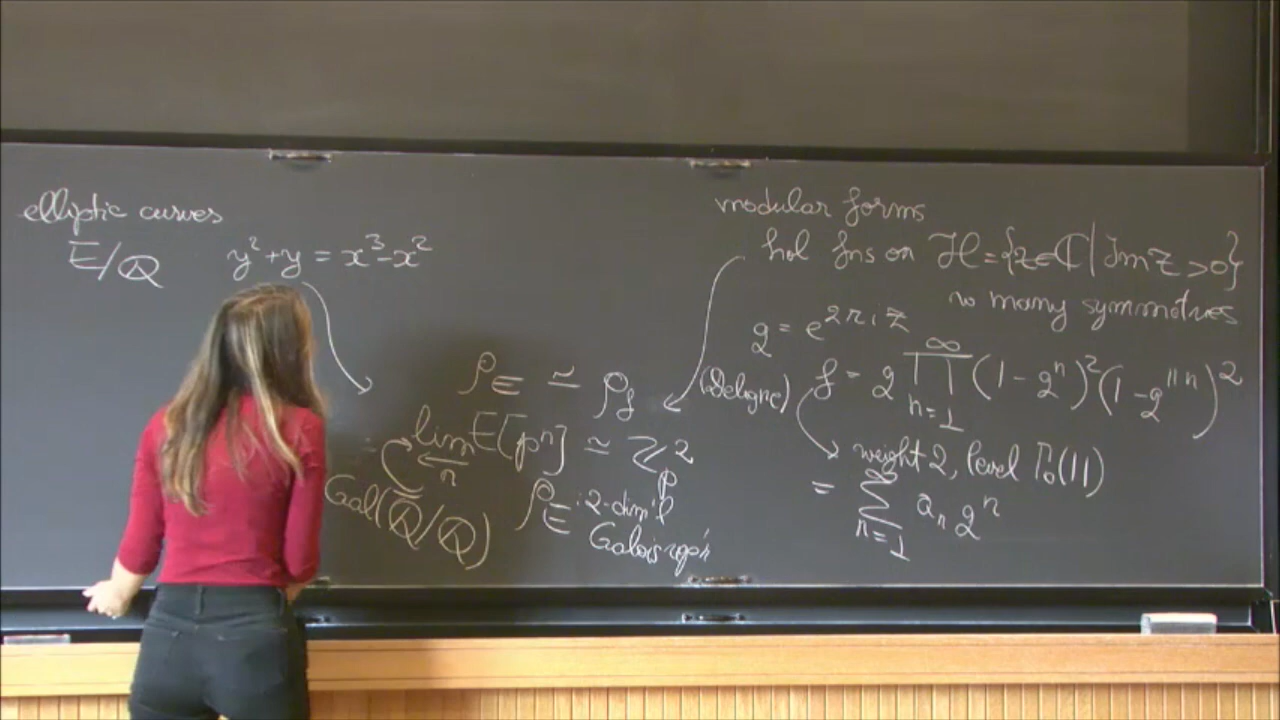 elliptic curves
E/ℚ y² + y = x³ - x²
ρ_E ≃ ρ_f
lim E[pⁿ] ≃ ℤ_p²
← n
Gal(ℚ̄/ℚ) ρ_E : 2-dim'l
Galois rep'n
modular forms
hol fns on ℋ = {z ∈ ℂ | Im z > 0}
w many symmetries
q = e^{2πiz}
(Deligne) f = q ∏_{n=1}^{∞} (1 - qⁿ)² (1 - q^{11n})²
weight 2, level Γ₀(11)
= ∑_{n=1}^{∞} aₙ qⁿ